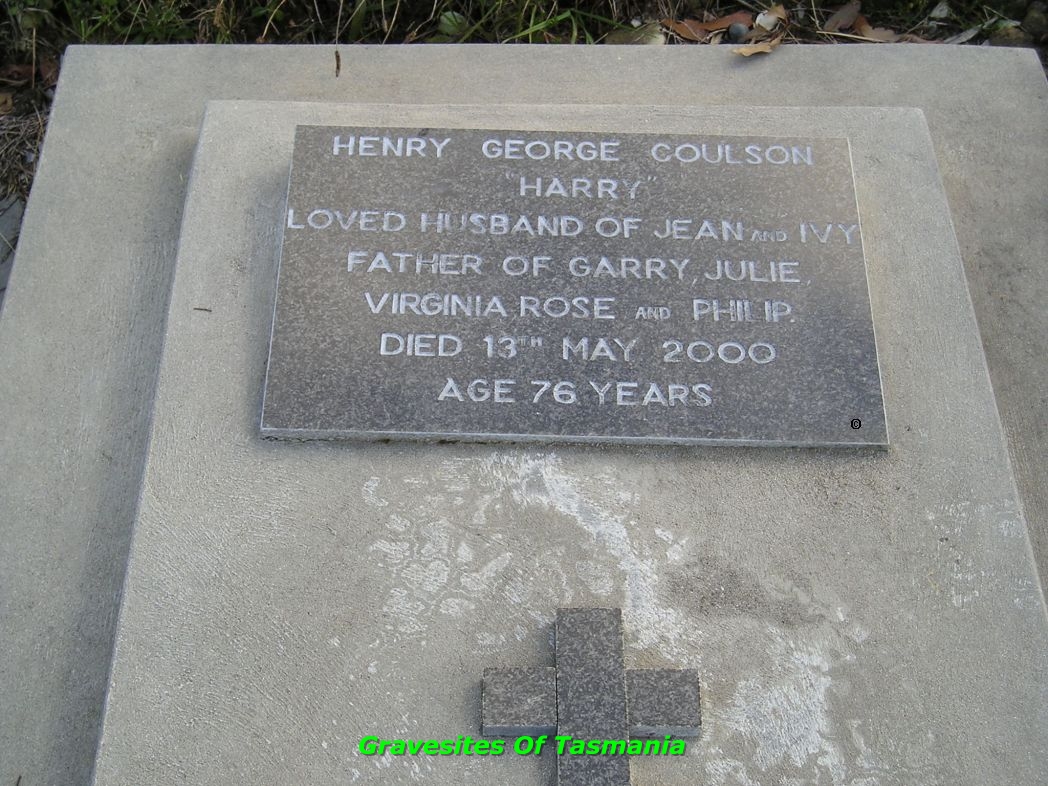 HENRY GEORGE COULSON
"HARRY"
LOVED HUSBAND OF JEAN AND IVY
FATHER OF GARRY, JULIE,
VIRGINIA ROSE AND PHILIP.
DIED 13TH MAY 2000
AGE 76 YEARS
©
Gravesites Of Tasmania